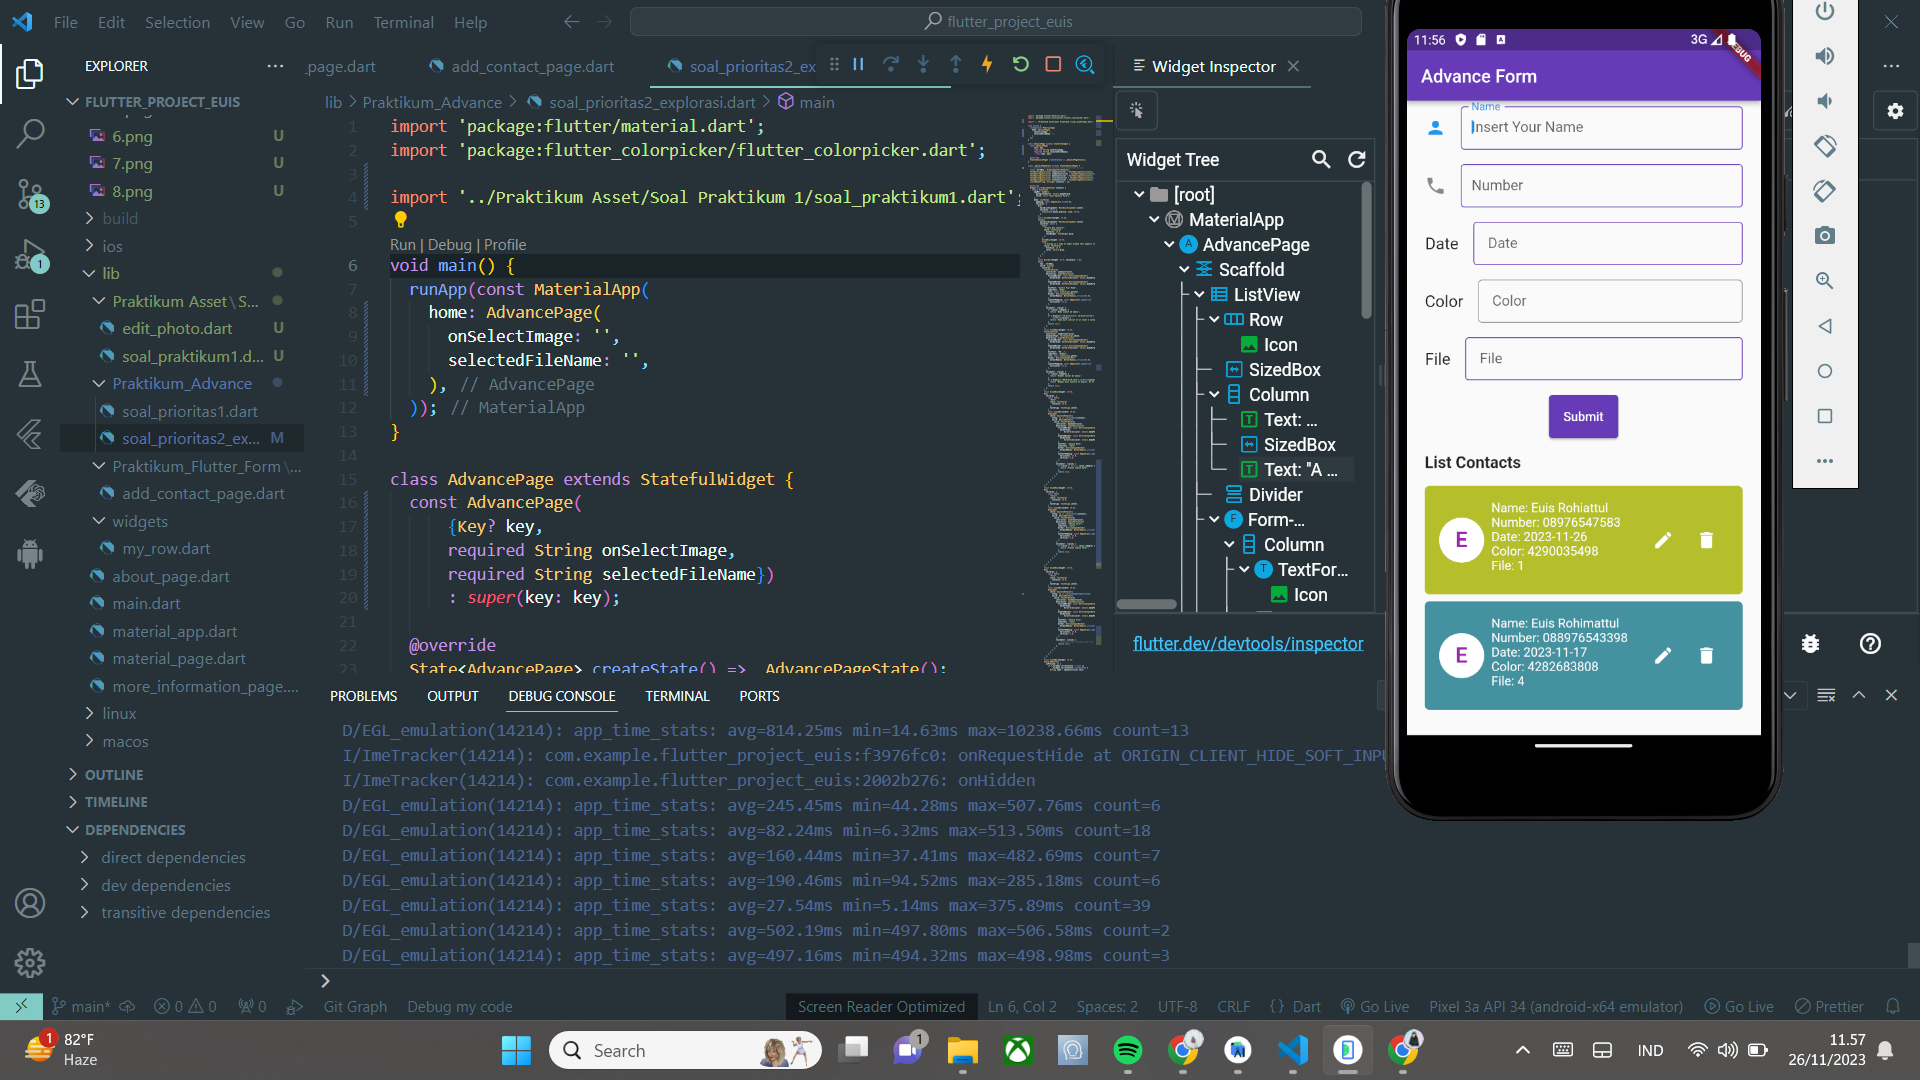 File Edit Selection View Go Run Terminal Help
flutter_project_euis
EXPLORER
FLUTTER_PROJECT_EUIS
6.png U
7.png U
8.png U
build
ios
lib
Praktikum Asset\S...
edit_photo.dart U
soal_praktikum1.d... U
Praktikum_Advance
soal_prioritas1.dart
soal_prioritas2_ex... M
Praktikum_Flutter_Form\...
add_contact_page.dart
widgets
my_row.dart
about_page.dart
main.dart
material_app.dart
material_page.dart
more_information_page....
linux
macos
OUTLINE
TIMELINE
DEPENDENCIES
direct dependencies
dev dependencies
transitive dependencies
13
1
_page.dart add_contact_page.dart soal_prioritas2_ex
lib > Praktikum_Advance > soal_prioritas2_explorasi.dart > main
1 import 'package:flutter/material.dart';
2 import 'package:flutter_colorpicker/flutter_colorpicker.dart';
3
4 import '../Praktikum Asset/Soal Praktikum 1/soal_praktikum1.dart';
5
Run | Debug | Profile
6 void main() {
7 runApp(const MaterialApp(
8 home: AdvancePage(
9 onSelectImage: '',
10 selectedFileName: '',
11 ), // AdvancePage
12 )); // MaterialApp
13 }
14
15 class AdvancePage extends StatefulWidget {
16 const AdvancePage(
17 {Key? key,
18 required String onSelectImage,
19 required String selectedFileName})
20 : super(key: key);
21
22 @override
23 State<AdvancePage> createState() => _AdvancePageState();
Widget Inspector
Widget Tree
[root]
MaterialApp
AdvancePage
Scaffold
ListView
Row
Icon
SizedBox
Column
Text: ...
SizedBox
Text: "A ...
Divider
Form-...
Column
TextFor...
Icon
flutter.dev/devtools/inspector
PROBLEMS OUTPUT DEBUG CONSOLE TERMINAL PORTS
D/EGL_emulation(14214): app_time_stats: avg=814.25ms min=14.63ms max=10238.66ms count=13
I/ImeTracker(14214): com.example.flutter_project_euis:f3976fc0: onRequestHide at ORIGIN_CLIENT_HIDE_SOFT_INPU
I/ImeTracker(14214): com.example.flutter_project_euis:2002b276: onHidden
D/EGL_emulation(14214): app_time_stats: avg=245.45ms min=44.28ms max=507.76ms count=6
D/EGL_emulation(14214): app_time_stats: avg=82.24ms min=6.32ms max=513.50ms count=18
D/EGL_emulation(14214): app_time_stats: avg=160.44ms min=37.41ms max=482.69ms count=7
D/EGL_emulation(14214): app_time_stats: avg=190.46ms min=94.52ms max=285.18ms count=6
D/EGL_emulation(14214): app_time_stats: avg=27.54ms min=5.14ms max=375.89ms count=39
D/EGL_emulation(14214): app_time_stats: avg=502.19ms min=497.80ms max=506.58ms count=2
D/EGL_emulation(14214): app_time_stats: avg=497.16ms min=494.32ms max=498.98ms count=3
11:56 3G
DEBUG
Advance Form
Name
Insert Your Name
Number
Date Date
Color Color
File File
Submit
List Contacts
E
Name: Euis Rohiattul
Number: 08976547583
Date: 2023-11-26
Color: 4290035498
File: 1
E
Name: Euis Rohimattul
Number: 088976543398
Date: 2023-11-17
Color: 4282683808
File: 4
main* 0 0 0 Git Graph Debug my code Screen Reader Optimized Ln 6, Col 2 Spaces: 2 UTF-8 CRLF {} Dart Go Live Pixel 3a API 34 (android-x64 emulator) Go Live Prettier
1
82°F
Haze
Search
1
IND
11.57
26/11/2023